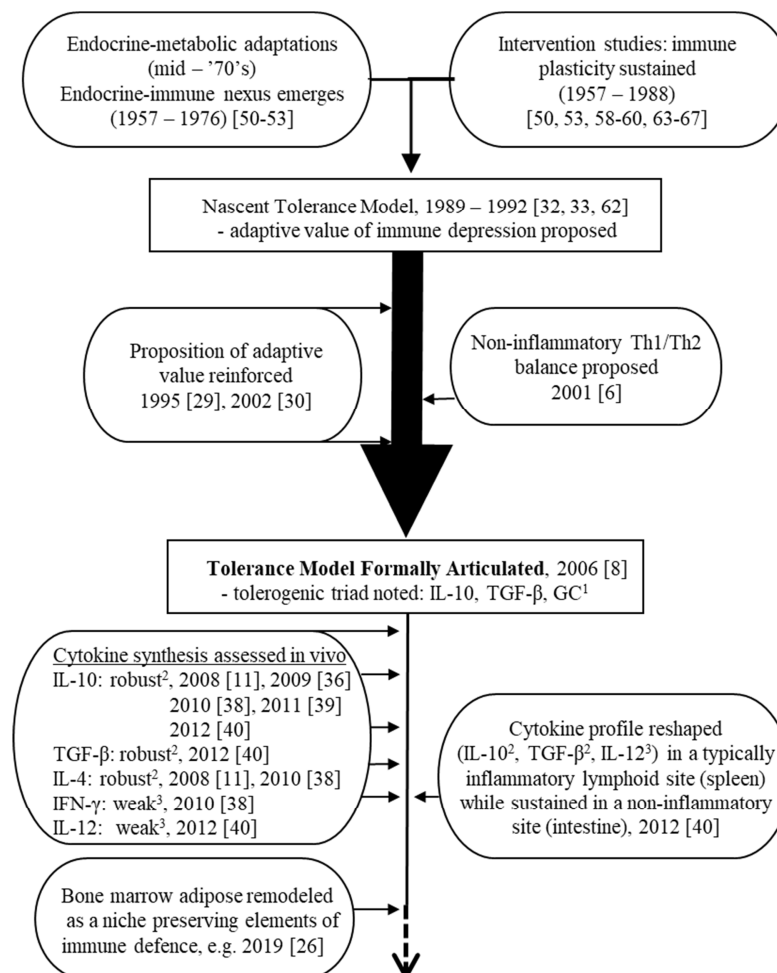 Endocrine-metabolic adaptations
(mid – ’70’s)
Endocrine-immune nexus emerges
(1957 – 1976) [50-53]
Intervention studies: immune
plasticity sustained
(1957 – 1988)
[50, 53, 58-60, 63-67]
Nascent Tolerance Model, 1989 – 1992 [32, 33, 62]
- adaptive value of immune depression proposed
Proposition of adaptive
value reinforced
1995 [29], 2002 [30]
Non-inflammatory Th1/Th2
balance proposed
2001 [6]
Tolerance Model Formally Articulated, 2006 [8]
- tolerogenic triad noted: IL-10, TGF-β, GC¹
Cytokine synthesis assessed in vivo
IL-10: robust², 2008 [11], 2009 [36]
2010 [38], 2011 [39]
2012 [40]
TGF-β: robust², 2012 [40]
IL-4: robust², 2008 [11], 2010 [38]
IFN-γ: weak³, 2010 [38]
IL-12: weak³, 2012 [40]
Cytokine profile reshaped
(IL-10², TGF-β², IL-12³) in a typically
inflammatory lymphoid site (spleen)
while sustained in a non-inflammatory
site (intestine), 2012 [40]
Bone marrow adipose remodeled
as a niche preserving elements of
immune defence, e.g. 2019 [26]